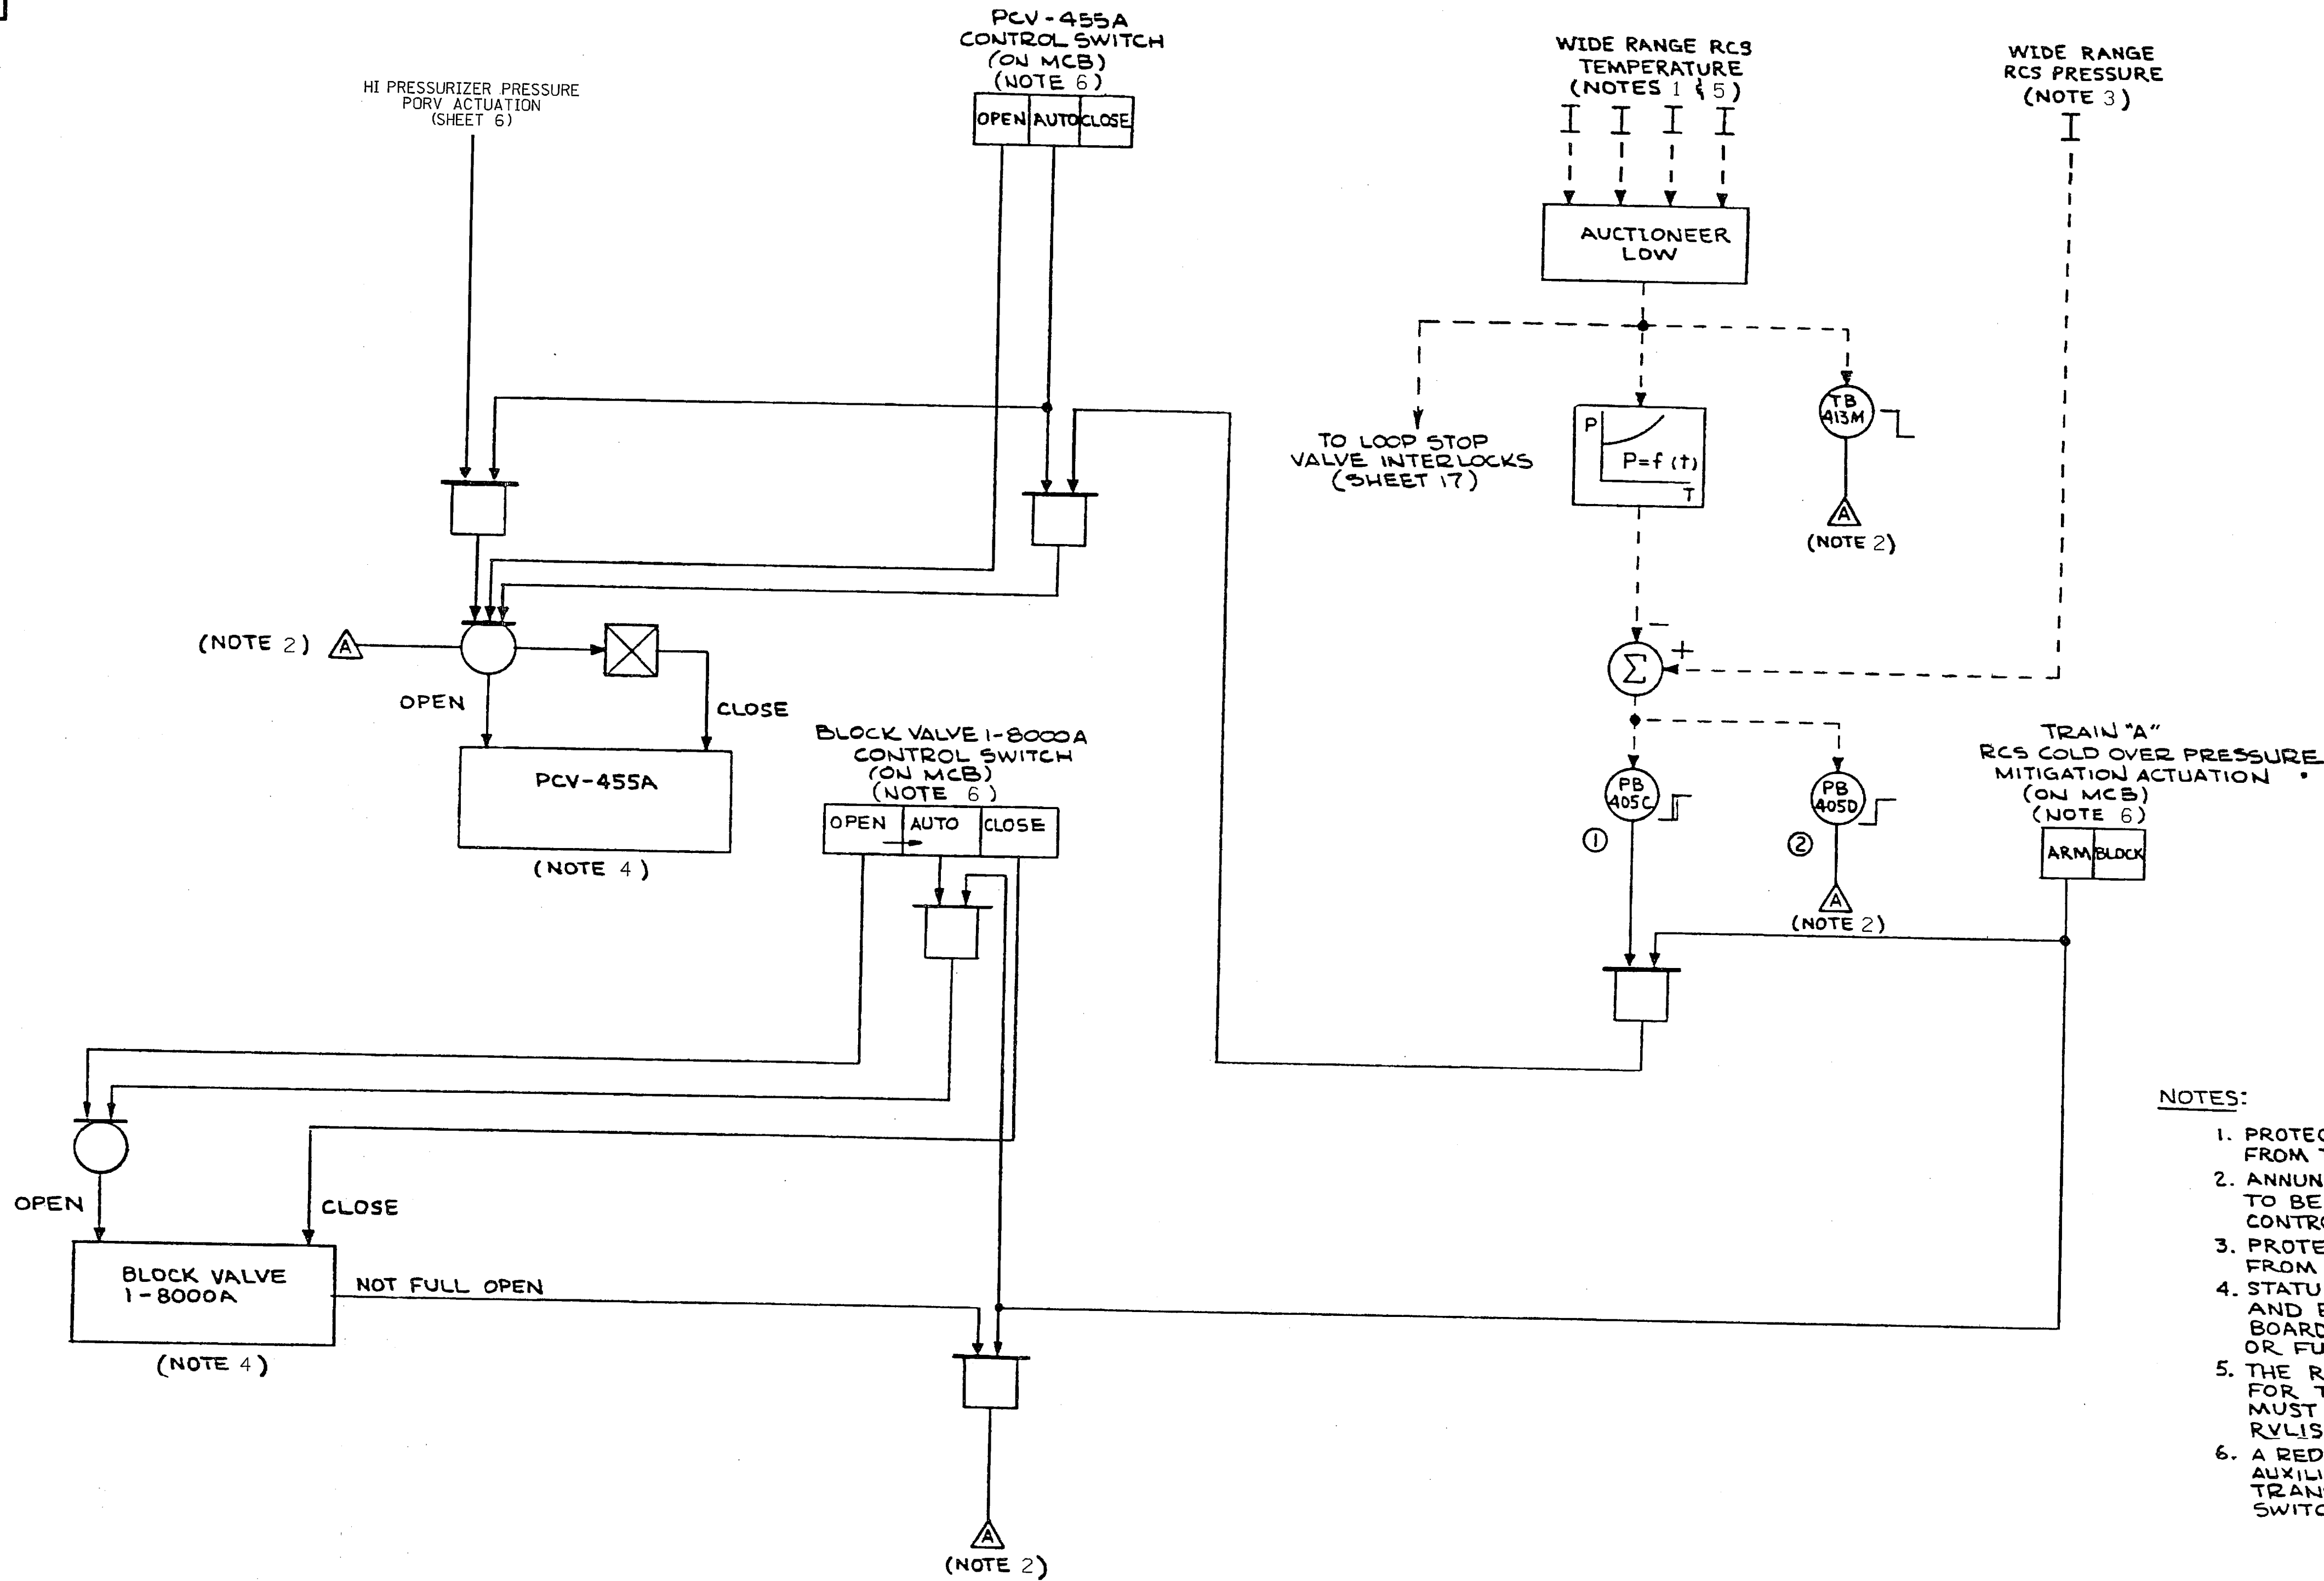 PCV-455A
CONTROL SWITCH
(ON MCB)
(NOTE 6)
OPEN AUTO CLOSE
HI PRESSURIZER PRESSURE
PORV ACTUATION
(SHEET 6)
WIDE RANGE RCS
TEMPERATURE
(NOTES 1 & 5)
WIDE RANGE
RCS PRESSURE
(NOTE 3)
AUCTIONEER
LOW
TO LOOP STOP
VALVE INTERLOCKS
(SHEET 17)
P
P=f(t)
T
TB
413M
A
(NOTE 2)
(NOTE 2)
A
OPEN
CLOSE
PCV-455A
(NOTE 4)
-
+
Σ
PB
405C
1
PB
405D
2
A
(NOTE 2)
TRAIN "A"
RCS COLD OVER PRESSURE
MITIGATION ACTUATION
(ON MCB)
(NOTE 6)
ARM BLOCK
BLOCK VALVE 1-8000A
CONTROL SWITCH
(ON MCB)
(NOTE 6)
OPEN AUTO CLOSE
OPEN
CLOSE
BLOCK VALVE
1-8000A
(NOTE 4)
NOT FULL OPEN
A
(NOTE 2)
NOTES:
1. PROTEC
FROM T
2. ANNUN
TO BE
CONTRO
3. PROTE
FROM
4. STATU
AND B
BOARD
OR FU
5. THE R
FOR T
MUST
RVLIS
6. A RED
AUXILI
TRAN
SWITC